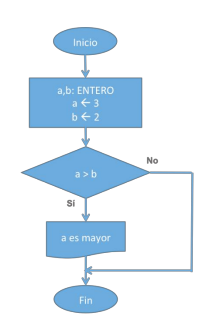 Inicio
a,b: ENTERO
a ← 3
b ← 2
a > b
No
Si
a es mayor
Fin